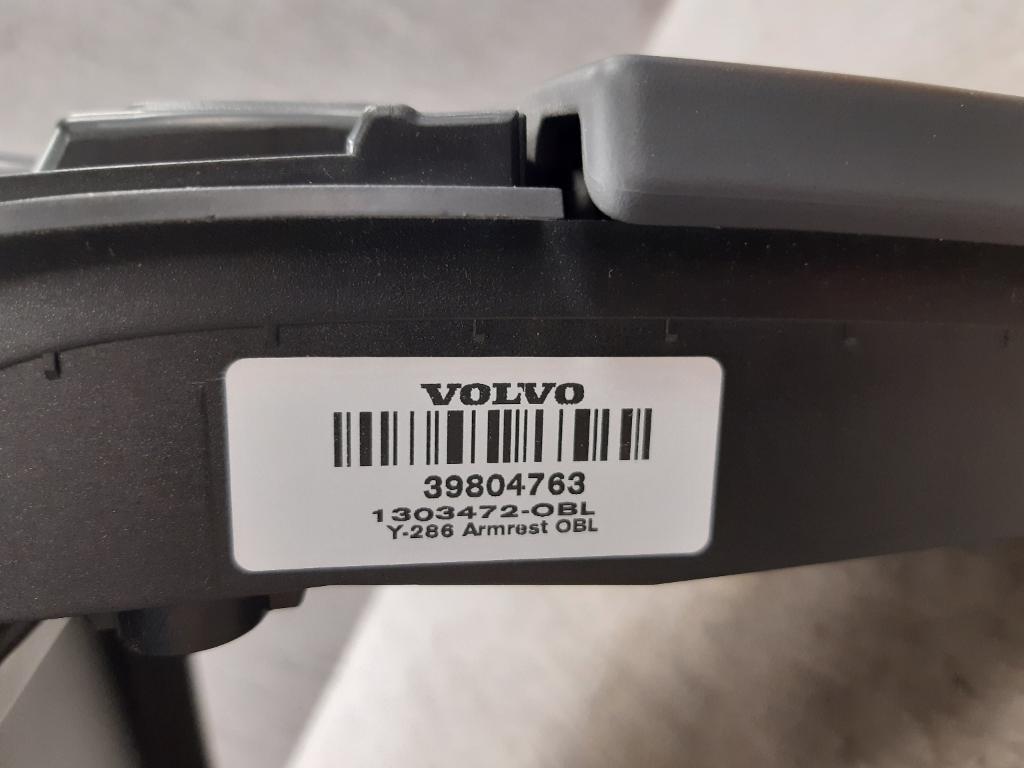 VOLVO
39804763
1303472-OBL
Y-286 Armrest OBL